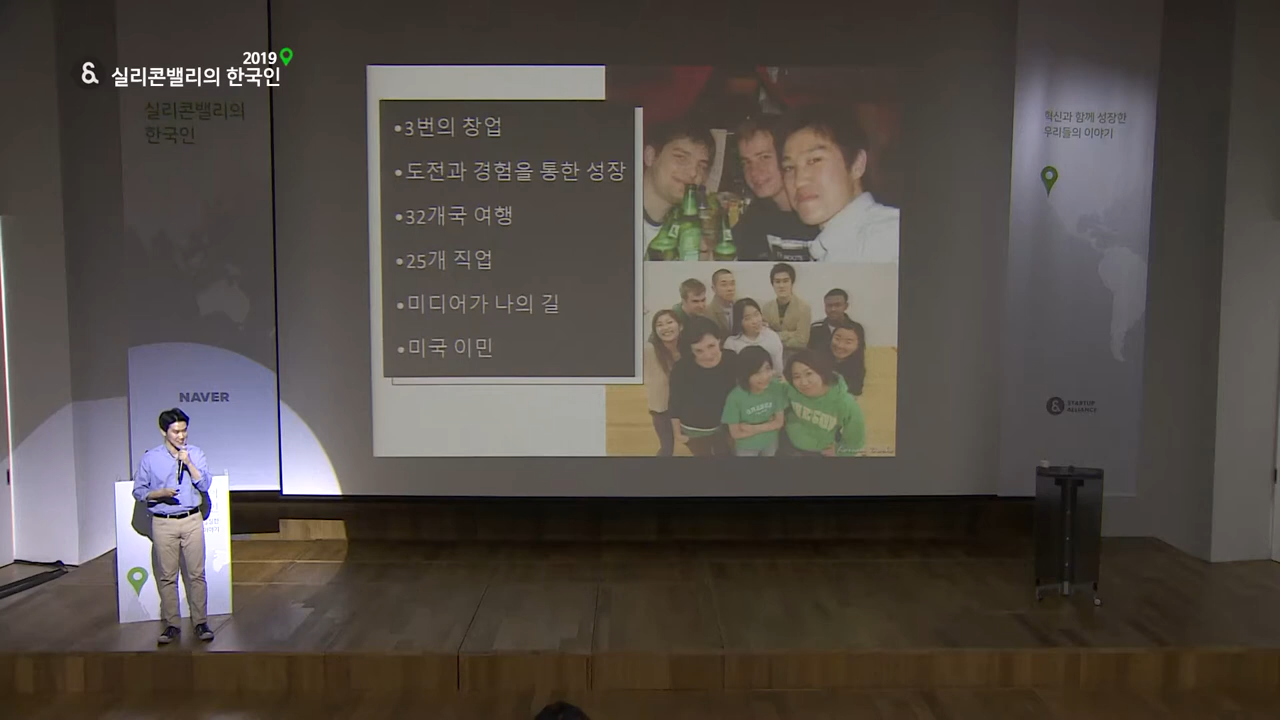 2019
& 실리콘밸리의 한국인
실리콘밸리의
한국인
NAVER
•3번의 창업
•도전과 경험을 통한 성장
•32개국 여행
•25개 직업
•미디어가 나의 길
•미국 이민
혁신과 함께 성장한
우리들의 이야기
& STARTUP
ALLIANCE